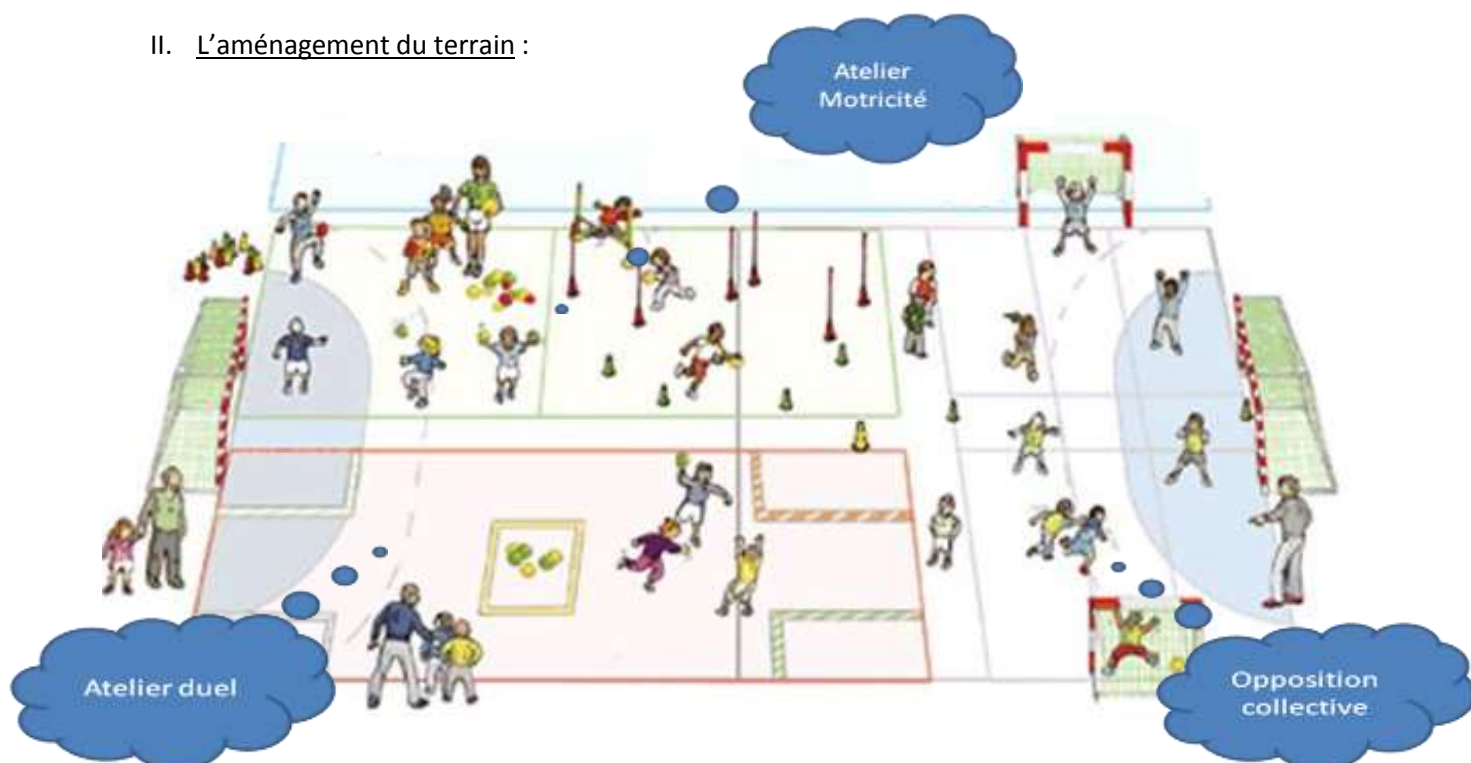 II. L’aménagement du terrain :
Atelier
Motricité
Atelier duel
Opposition
collective